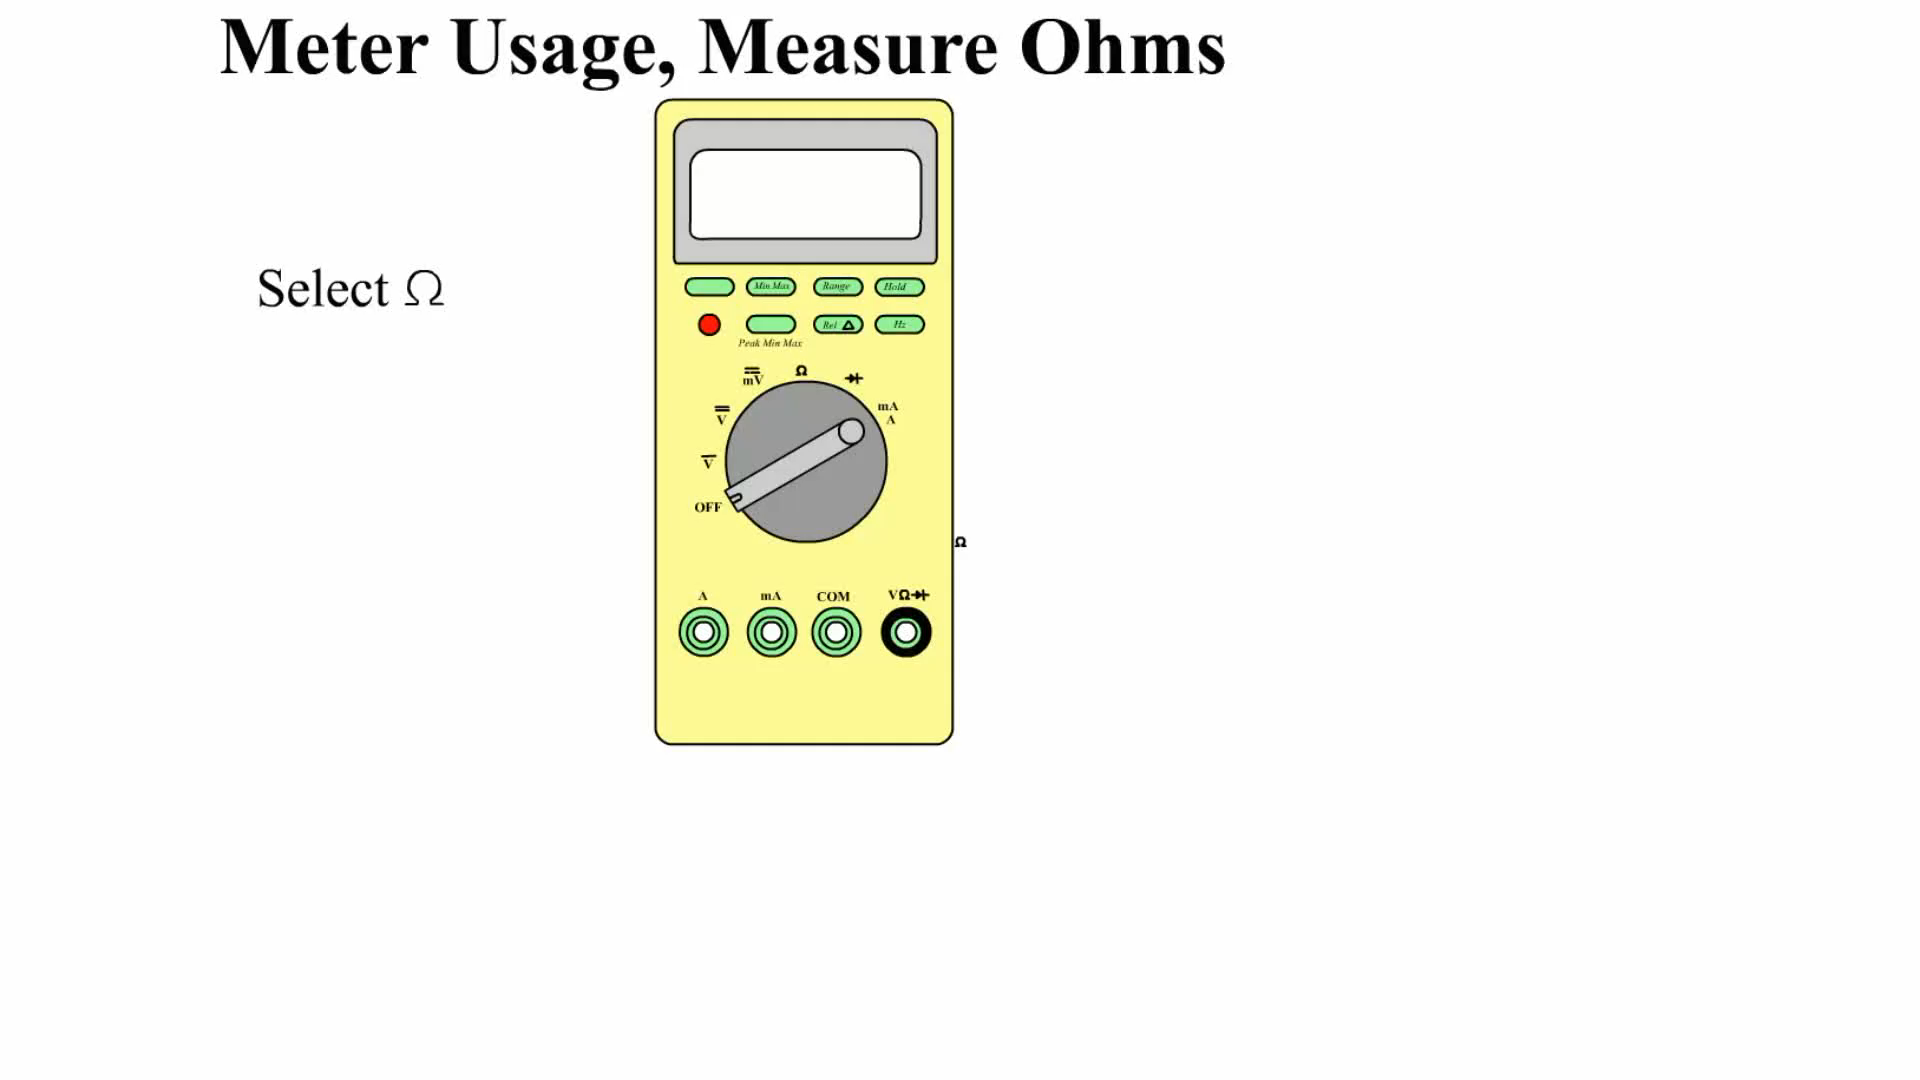 Meter Usage, Measure Ohms
Select Ω
Min Max Range Hold
Rel Δ Hz
Peak Min Max
mV Ω
mA
V A
V
OFF
Ω
A mA COM VΩ